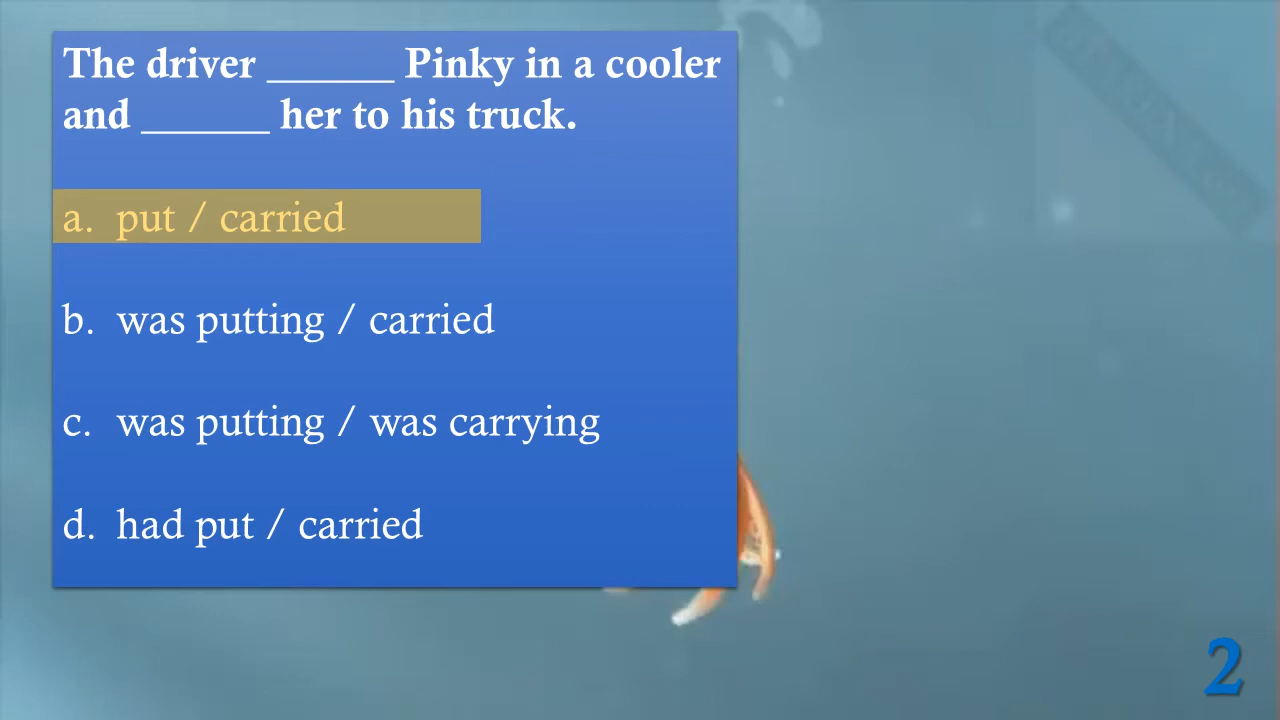 The driver ______ Pinky in a cooler
and ______ her to his truck.
a. put / carried
b. was putting / carried
c. was putting / was carrying
d. had put / carried
2